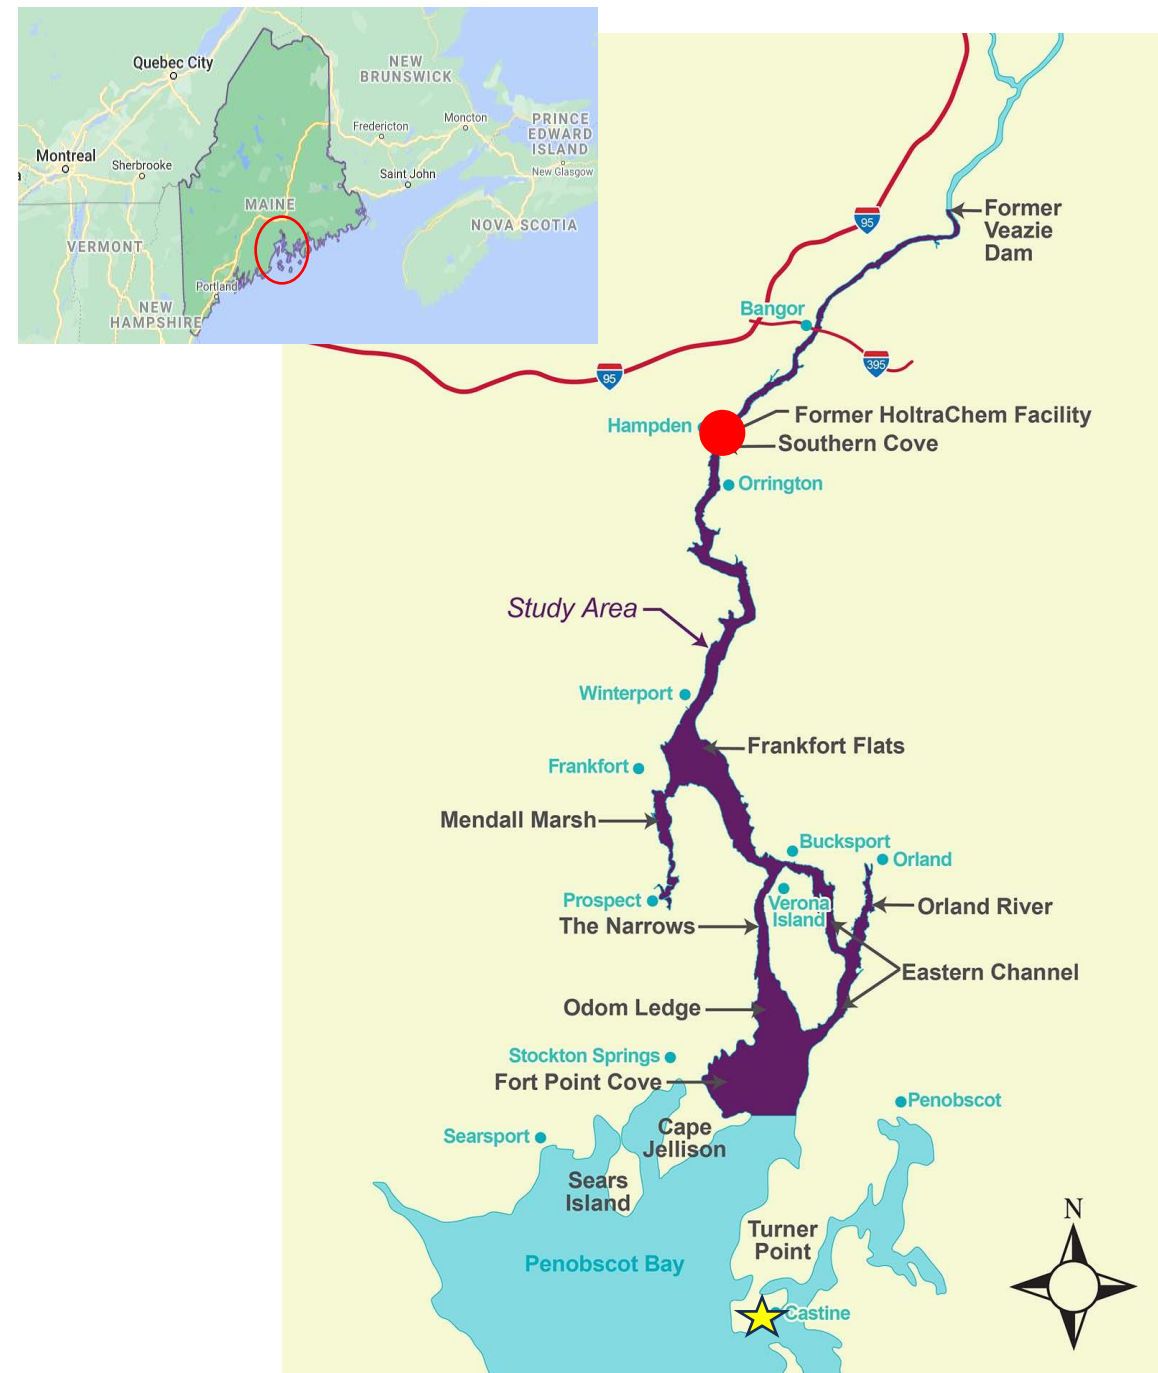 Quebec City
NEW
BRUNSWICK
PRINCE
EDWARD
ISLAND
Moncton
Fredericton
Montreal
a
Sherbrooke
New Glasgow
Saint John
MAINE
NOVA SCOTIA
VERMONT
Portland
NEW
HAMPSHIRE
95
Former
Veazie
Dam
Bangor
395
95
Former HoltraChem Facility
Hampden
Southern Cove
Orrington
Study Area
Winterport
Frankfort Flats
Frankfort
Mendall Marsh
Bucksport
Orland
Prospect
Verona
Island
Orland River
The Narrows
Eastern Channel
Odom Ledge
Stockton Springs
Fort Point Cove
Penobscot
Cape
Jellison
Searsport
Sears
Island
Turner
Point
N
Penobscot Bay
Castine